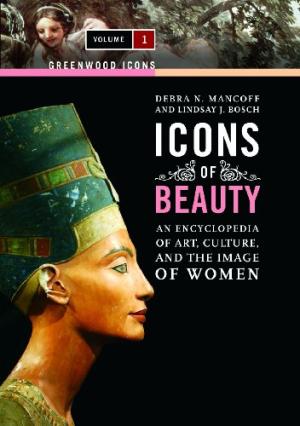 VOLUME 1
GREENWOOD ICONS
DEBRA N. MANCOFF
AND LINDSAY J. BOSCH
ICONS
OF
BEAUTY
AN ENCYCLOPEDIA
OF ART, CULTURE,
AND THE IMAGE
OF WOMEN